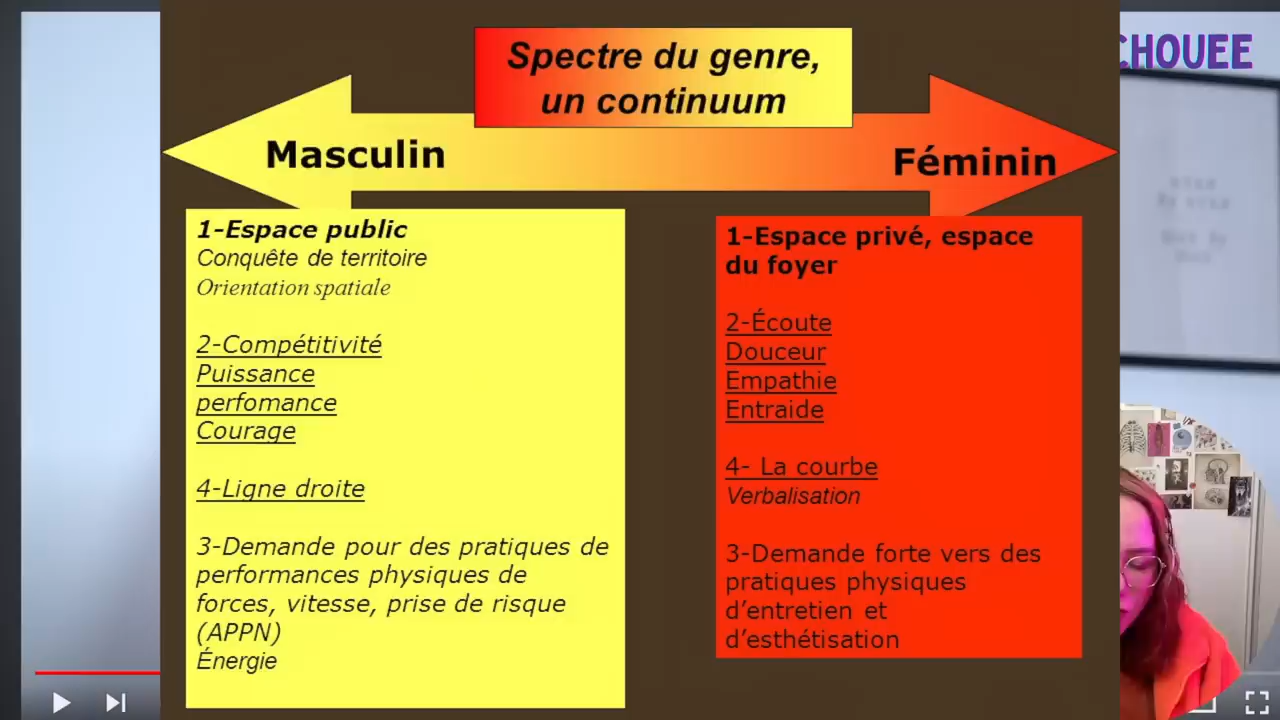 Spectre du genre,
un continuum
CHOUEE
Masculin
Féminin
1-Espace public
Conquête de territoire
Orientation spatiale
2-Compétitivité
Puissance
perfomance
Courage
4-Ligne droite
3-Demande pour des pratiques de
performances physiques de
forces, vitesse, prise de risque
(APPN)
Énergie
1-Espace privé, espace
du foyer
2-Écoute
Douceur
Empathie
Entraide
4- La courbe
Verbalisation
3-Demande forte vers des
pratiques physiques
d'entretien et
d'esthétisation